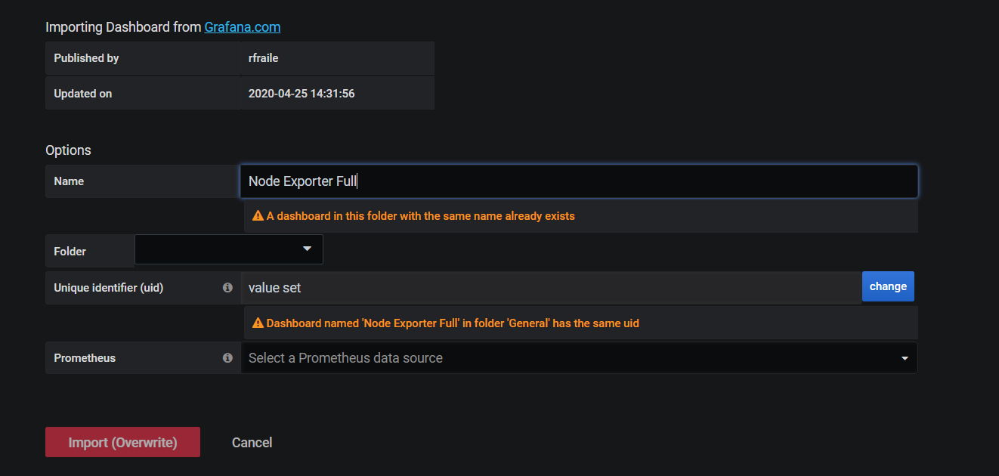 Importing Dashboard from Grafana.com
Published by rfraile
Updated on 2020-04-25 14:31:56
Options
Name Node Exporter Full
A dashboard in this folder with the same name already exists
Folder
Unique identifier (uid) value set change
Dashboard named 'Node Exporter Full' in folder 'General' has the same uid
Prometheus Select a Prometheus data source
Import (Overwrite) Cancel